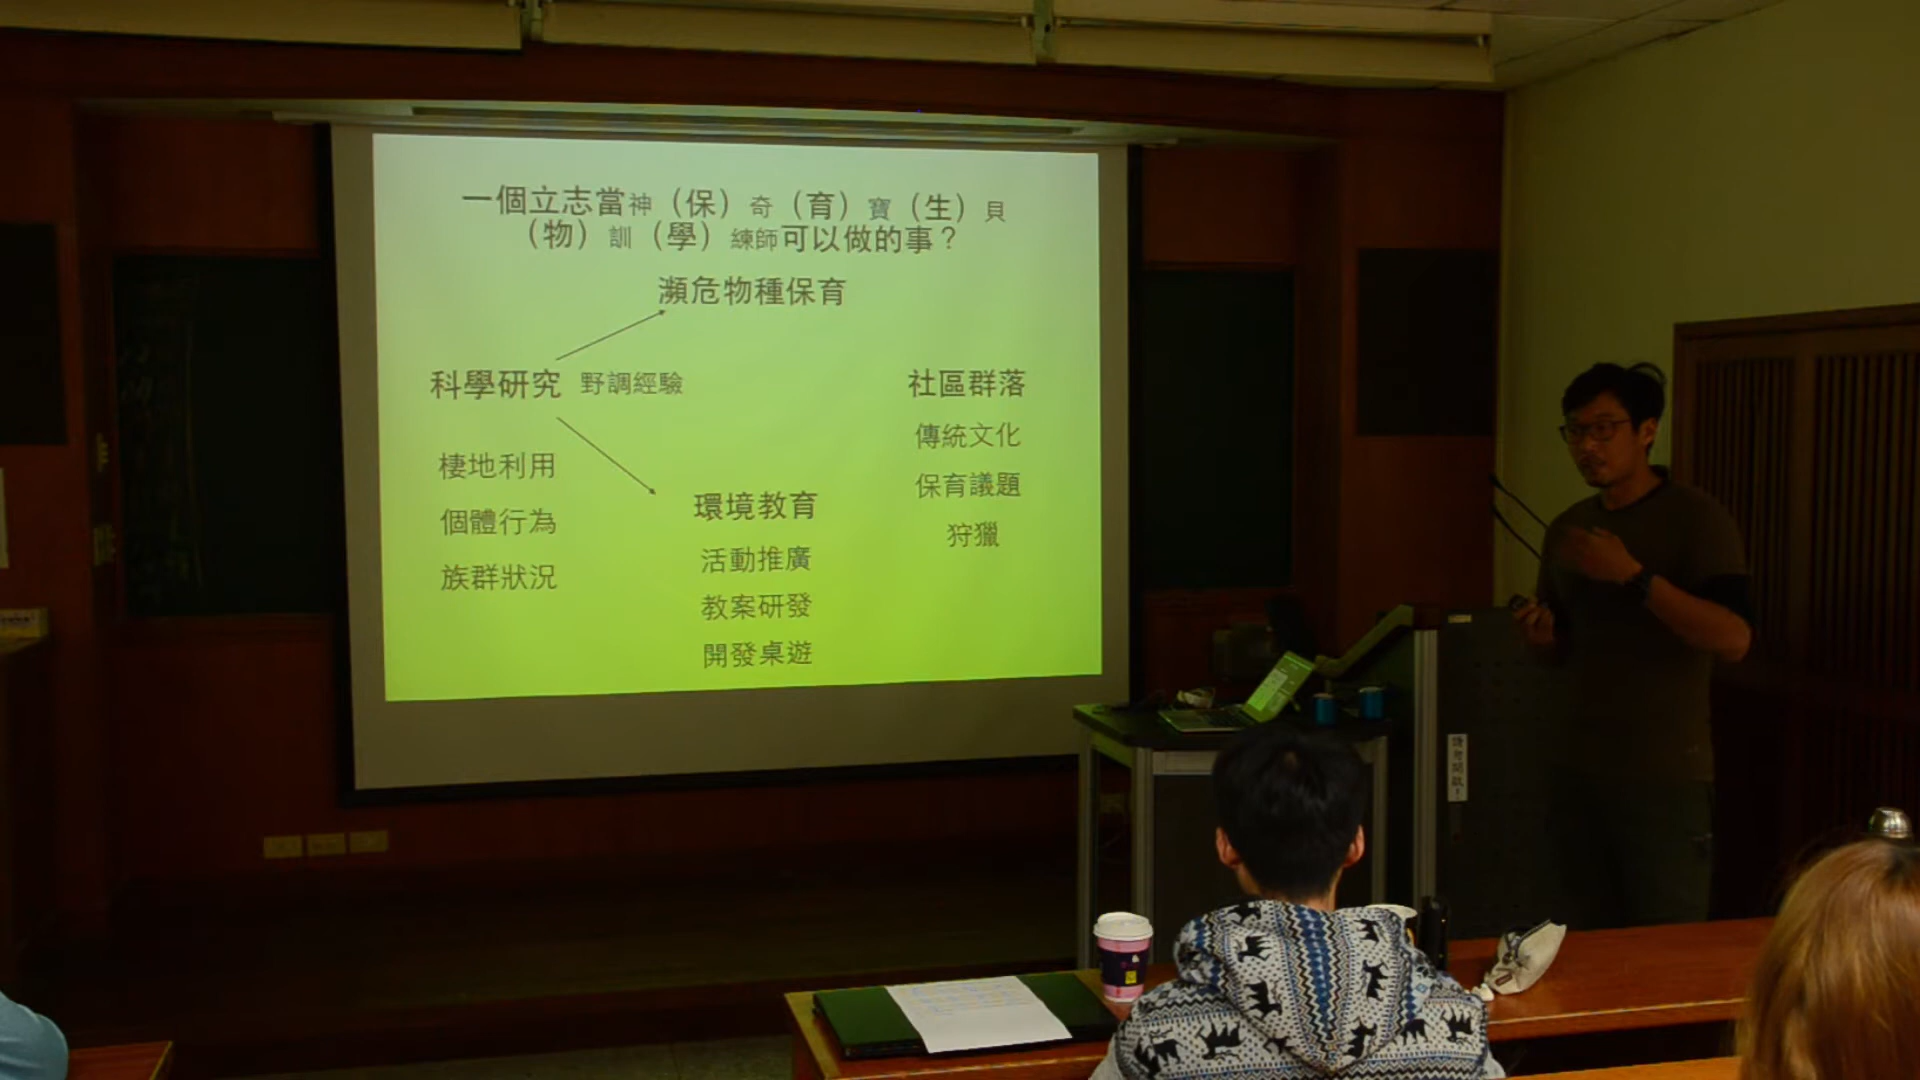 一個立志當神（保）奇（育）寶（生）貝
（物）訓（學）練師可以做的事？
瀕危物種保育
科學研究 野調經驗
棲地利用
個體行為
族群狀況
環境教育
活動推廣
教案研發
開發桌遊
社區群落
傳統文化
保育議題
狩獵
請勿開啟！